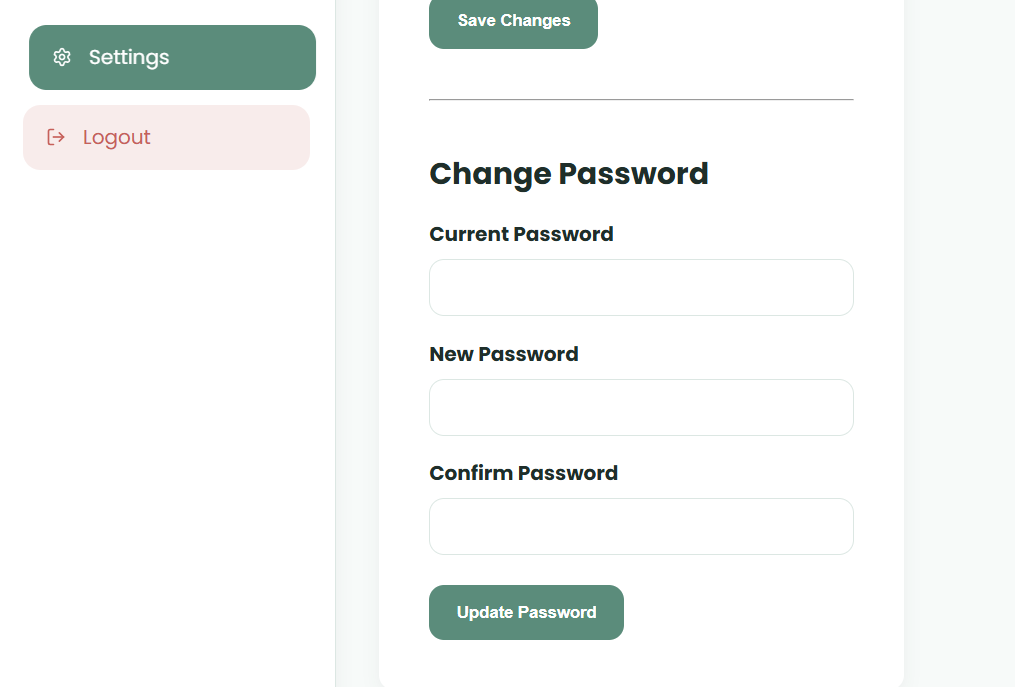 Settings
Logout
Save Changes
Change Password
Current Password
New Password
Confirm Password
Update Password